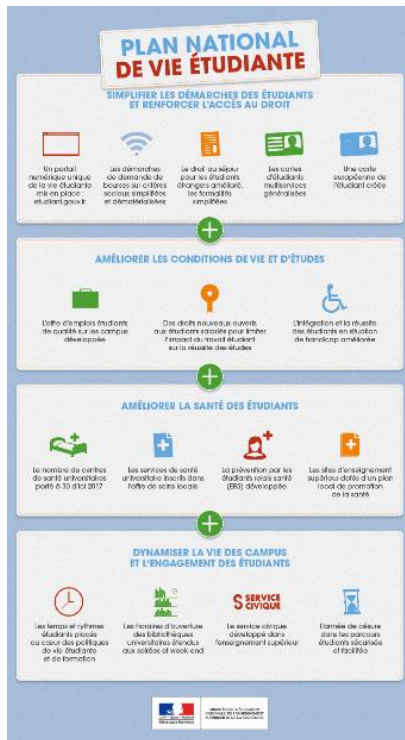 PLAN NATIONAL
DE VIE ÉTUDIANTE
SIMPLIFIER LES DÉMARCHES DES ÉTUDIANTS
ET RENFORCER L'ACCÈS AU DROIT
Un portail
numérique unique
de la vie étudiante
mis en place :
etudiant.gouv.fr
Les démarches
de demande de
bourses sur critères
sociaux simplifiées
et dématérialisées
Le droit au séjour
pour les étudiants
étrangers amélioré,
les formalités
simplifiées
Les cartes
d'étudiants
multiservices
généralisées
Une carte
européenne de
l'étudiant créée
AMÉLIORER LES CONDITIONS DE VIE ET D'ÉTUDES
L'offre d'emplois étudiants
de qualité sur les campus
développée
Des droits nouveaux ouverts
aux étudiants salariés pour limiter
l'impact du travail étudiant
sur la réussite des études
L'intégration et la réussite
des étudiants en situation
de handicap améliorée
AMÉLIORER LA SANTÉ DES ÉTUDIANTS
Le nombre de centres
de santé universitaires
porté à 30 d'ici 2017
Les services de santé
universitaire inscrits dans
l'offre de soins locale
La prévention par les
étudiants relais santé
(ERS) développée
Les sites d'enseignement
supérieur dotés d'un plan
local de promotion
de la santé
DYNAMISER LA VIE DES CAMPUS
ET L'ENGAGEMENT DES ÉTUDIANTS
Les temps et rythmes
étudiants placés
au cœur des politiques
de vie étudiante
et de formation
Les horaires d'ouverture
des bibliothèques
universitaires étendus
aux soirées et week-end
SERVICE
CIVIQUE
Le service civique
développé dans
l'enseignement supérieur
L'année de césure
dans les parcours
étudiants sécurisée
et facilitée